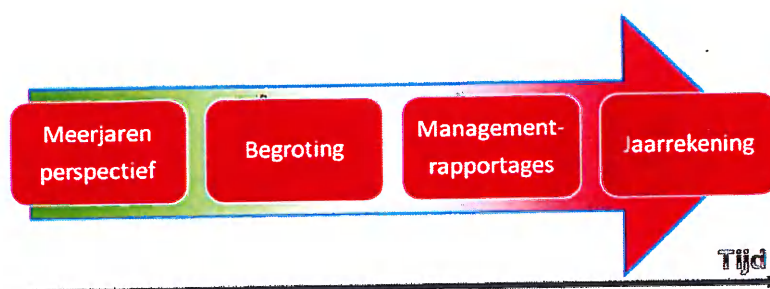 Meerjaren
perspectief
Begroting
Management-
rapportages
Jaarrekening
Tijd